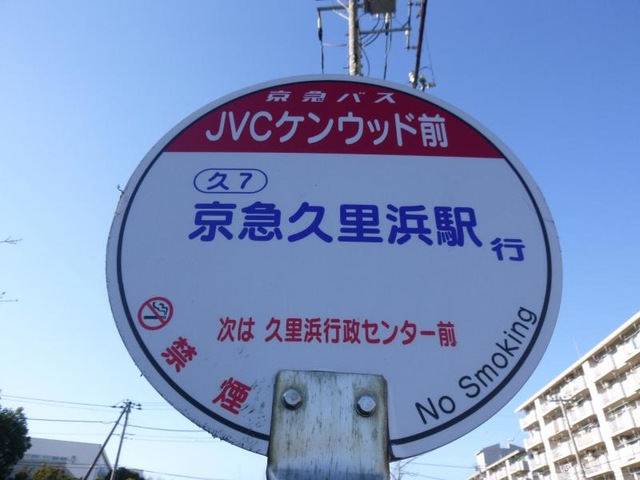 京急バス
JVCケンウッド前
久7
京急久里浜駅行
次は 久里浜行政センター前
禁煙
No Smoking